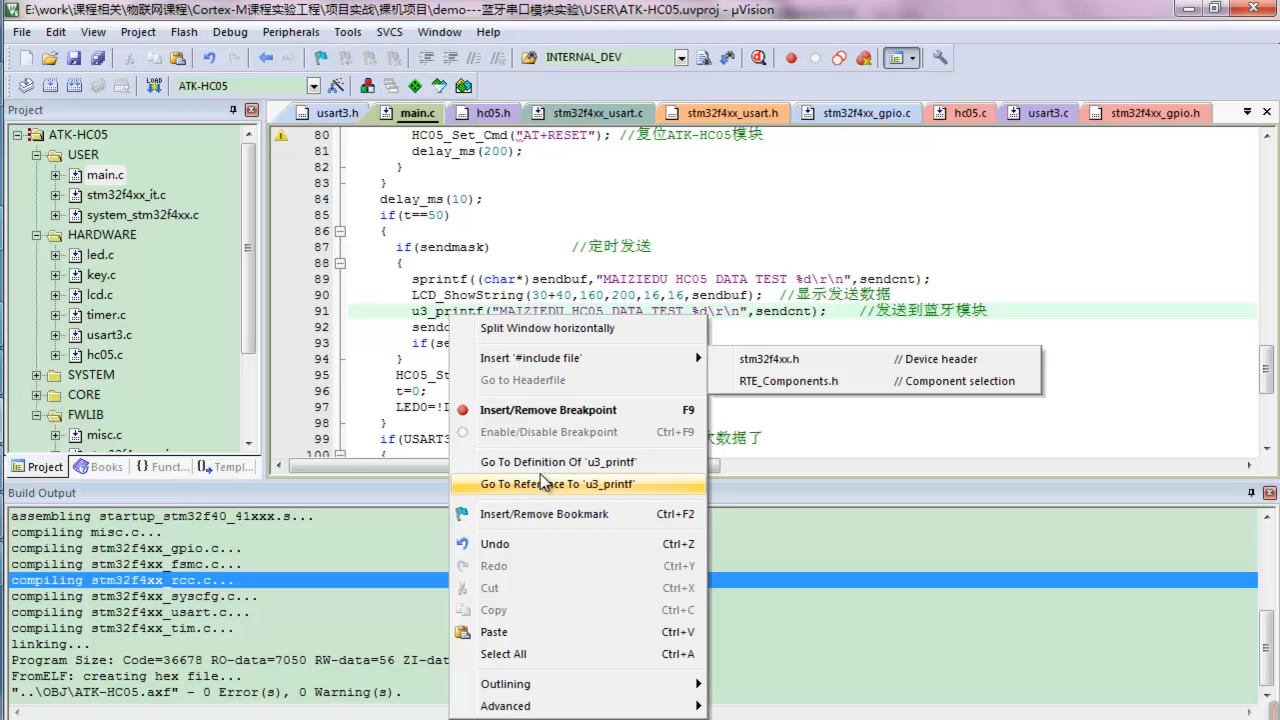 E:\work\课程相关\物联网课程\Cortex-M课程实验工程\项目实战\裸机项目\demo---蓝牙串口模块实验\USER\ATK-HC05.uvproj - µVision
File Edit View Project Flash Debug Peripherals Tools SVCS Window Help
INTERNAL_DEV
LOAD ATK-HC05
Project
usart3.h main.c hc05.h stm32f4xx_usart.c stm32f4xx_usart.h stm32f4xx_gpio.c hc05.c usart3.c stm32f4xx_gpio.h
ATK-HC05
USER
main.c
stm32f4xx_it.c
system_stm32f4xx.c
HARDWARE
led.c
key.c
lcd.c
timer.c
usart3.c
hc05.c
SYSTEM
CORE
FWLIB
misc.c
Project Books {} Funct... Templ...
80 HC05_Set_Cmd("AT+RESET"); //复位ATK-HC05模块
81 delay_ms(200);
82 }
83 }
84 delay_ms(10);
85 if(t==50)
86 {
87 if(sendmask) //定时发送
88 {
89 sprintf((char*)sendbuf,"MAIZIEDU HC05 DATA TEST %d\r\n",sendcnt);
90 LCD_ShowString(30+40,160,200,16,16,sendbuf); //显示发送数据
91 u3_printf("MAIZIEDU HC05 DATA TEST %d\r\n",sendcnt); //发送到蓝牙模块
92 sendc
93 if(se
94 }
95 HC05_St
96 t=0;
97 LED0=!L
98 }
99 if(USART3 次数据了
100 {
Split Window horizontally
Insert '#include file'
Go to Headerfile
Insert/Remove Breakpoint F9
Enable/Disable Breakpoint Ctrl+F9
Go To Definition Of 'u3_printf'
Go To Reference To 'u3_printf'
Insert/Remove Bookmark Ctrl+F2
Undo Ctrl+Z
Redo Ctrl+Y
Cut Ctrl+X
Copy Ctrl+C
Paste Ctrl+V
Select All Ctrl+A
Outlining
Advanced
stm32f4xx.h // Device header
RTE_Components.h // Component selection
Build Output
assembling startup_stm32f40_41xxx.s...
compiling misc.c...
compiling stm32f4xx_gpio.c...
compiling stm32f4xx_fsmc.c...
compiling stm32f4xx_rcc.c...
compiling stm32f4xx_syscfg.c...
compiling stm32f4xx_usart.c...
compiling stm32f4xx_tim.c...
linking...
Program Size: Code=36678 RO-data=7050 RW-data=56 ZI-dat
FromELF: creating hex file...
"..\OBJ\ATK-HC05.axf" - 0 Error(s), 0 Warning(s).